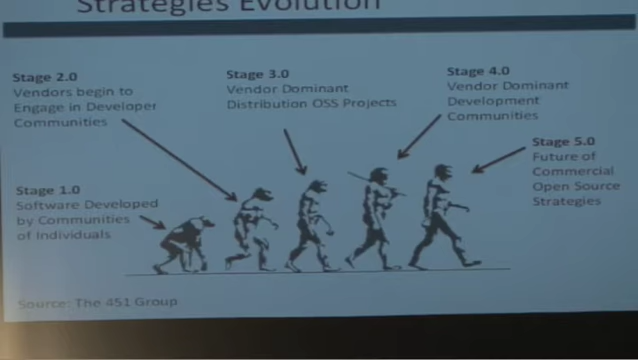 Strategies Evolution
Stage 2.0
Vendors begin to
Engage in Developer
Communities
Stage 3.0
Vendor Dominant
Distribution OSS Projects
Stage 4.0
Vendor Dominant
Development
Communities
Stage 5.0
Future of
Commercial
Open Source
Strategies
Stage 1.0
Software Developed
by Communities
of Individuals
Source: The 451 Group